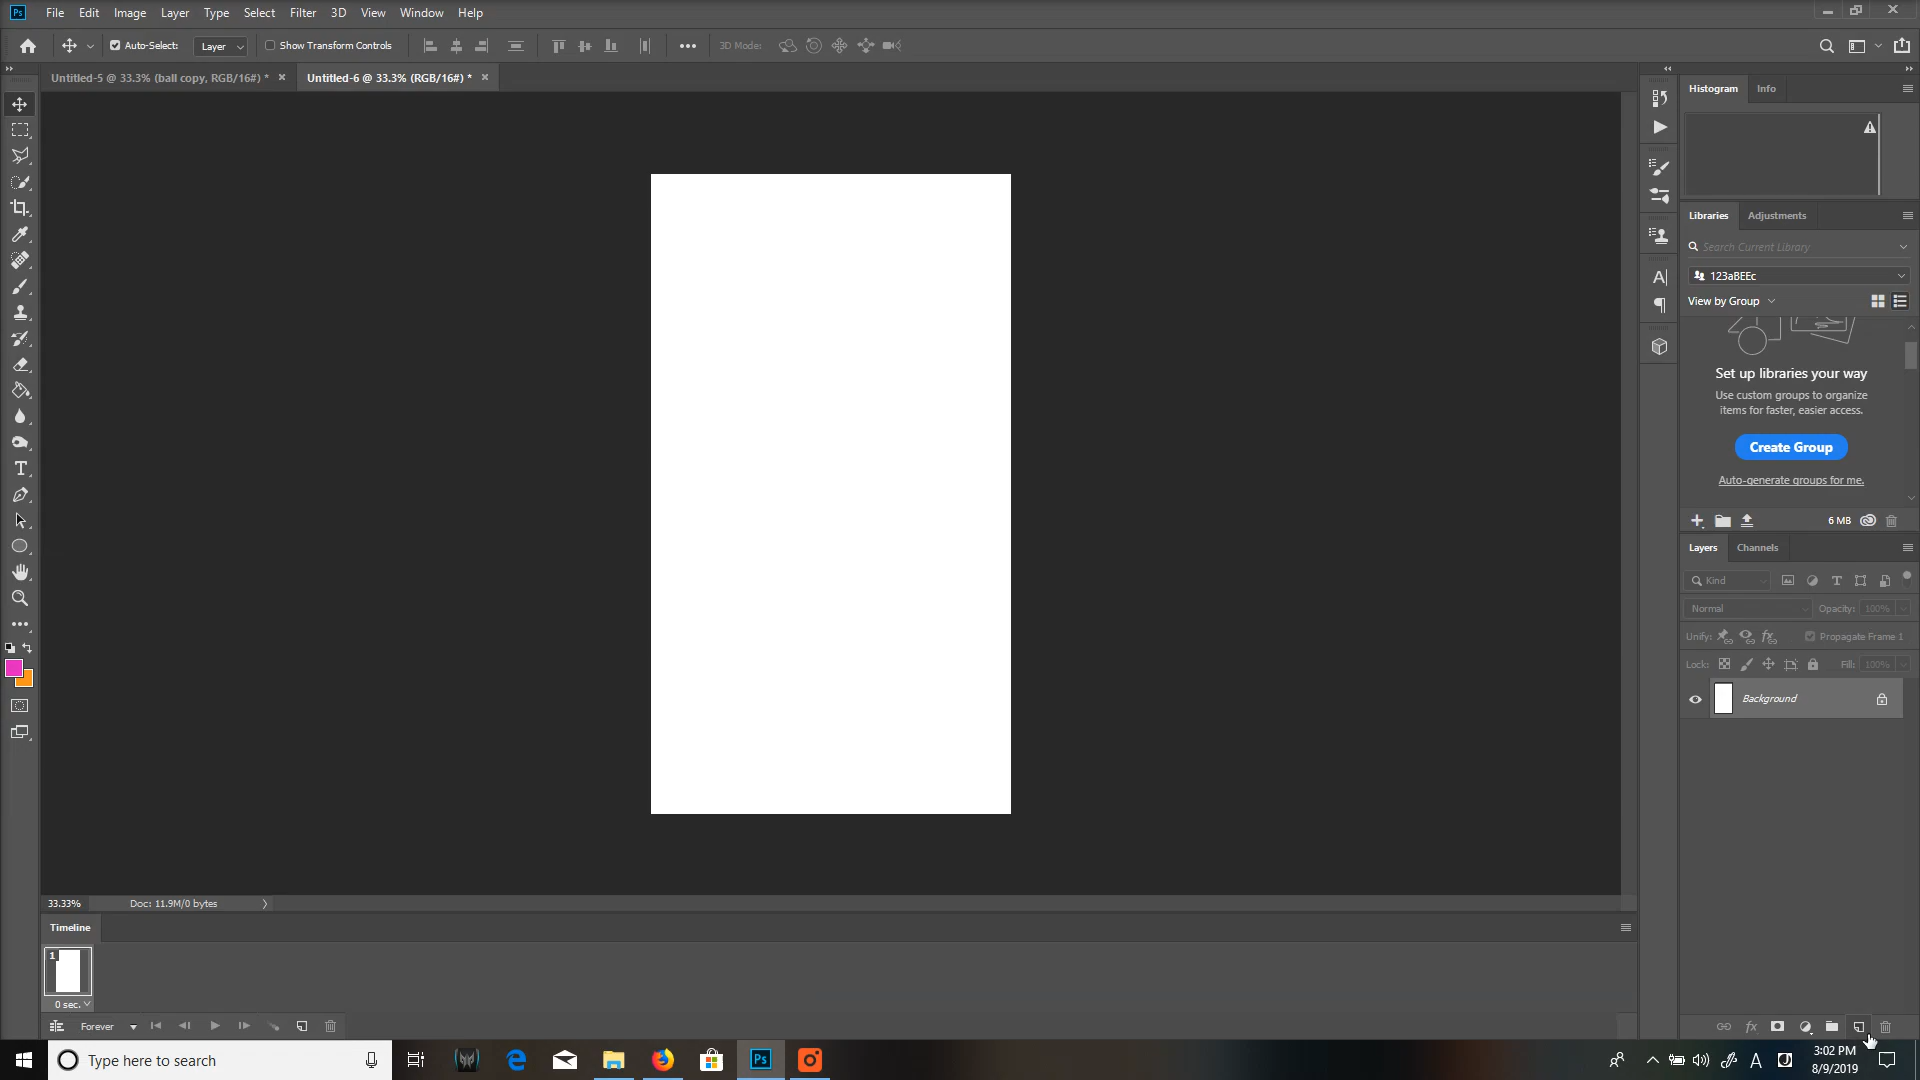 Ps File Edit Image Layer Type Select Filter 3D View Window Help
Auto-Select: Layer Show Transform Controls 3D Mode:
Untitled-5 @ 33.3% (ball copy, RGB/16#) * Untitled-6 @ 33.3% (RGB/16#) *
Histogram Info
Libraries Adjustments
Search Current Library
123aBEEc
View by Group
Set up libraries your way
Use custom groups to organize
items for faster, easier access.
Create Group
Auto-generate groups for me.
6 MB
Layers Channels
Kind
Normal Opacity: 100%
Unify: Propagate Frame 1
Lock: Fill: 100%
Background
33.33% Doc: 11.9M/0 bytes
Timeline
1
0 sec.
Forever
fx
Type here to search
Ps
3:02 PM
8/9/2019